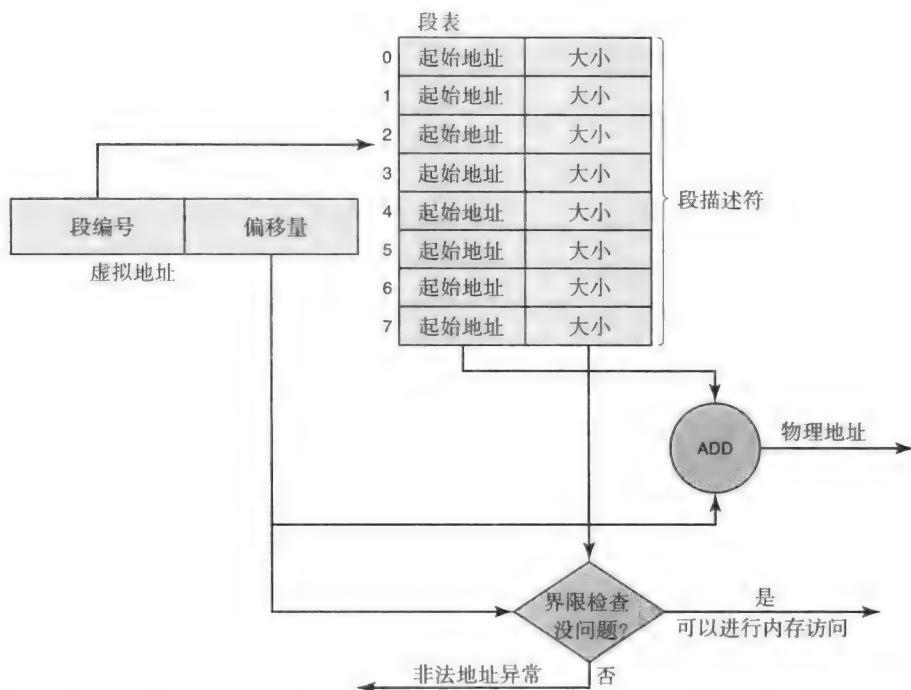 段表
0 起始地址 大小
1 起始地址 大小
2 起始地址 大小
3 起始地址 大小
4 起始地址 大小
5 起始地址 大小
6 起始地址 大小
7 起始地址 大小
段描述符
段编号 偏移量
虚拟地址
ADD
物理地址
界限检查
没问题?
是
可以进行内存访问
否
非法地址异常